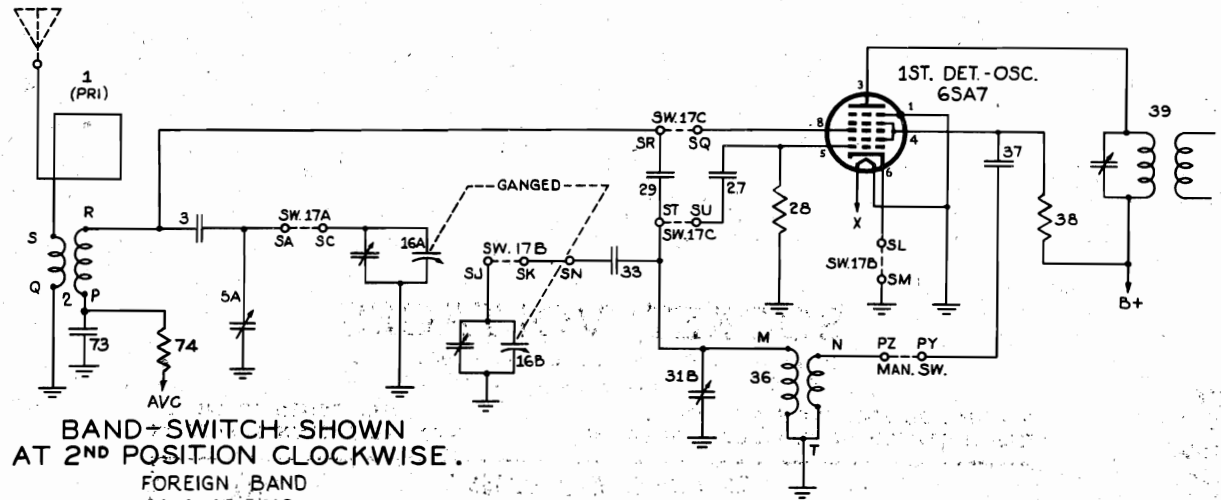 1
(PRI)
1ST. DET.-OSC.
6SA7
3
1
8
4
5
6
SW.17C
SR
SQ
39
37
29
27
28
38
ST
SU
SW.17C
GANGED
3
R
S
Q
2
P
SW.17A
SA
SC
16A
SW.17B
SJ
SK
SN
33
X
SL
SW.17B
SM
B+
5A
73
74
AVC
16B
31B
M
N
36
PZ
PY
MAN. SW.
T
BAND-SWITCH SHOWN
AT 2ND POSITION CLOCKWISE.
FOREIGN BAND